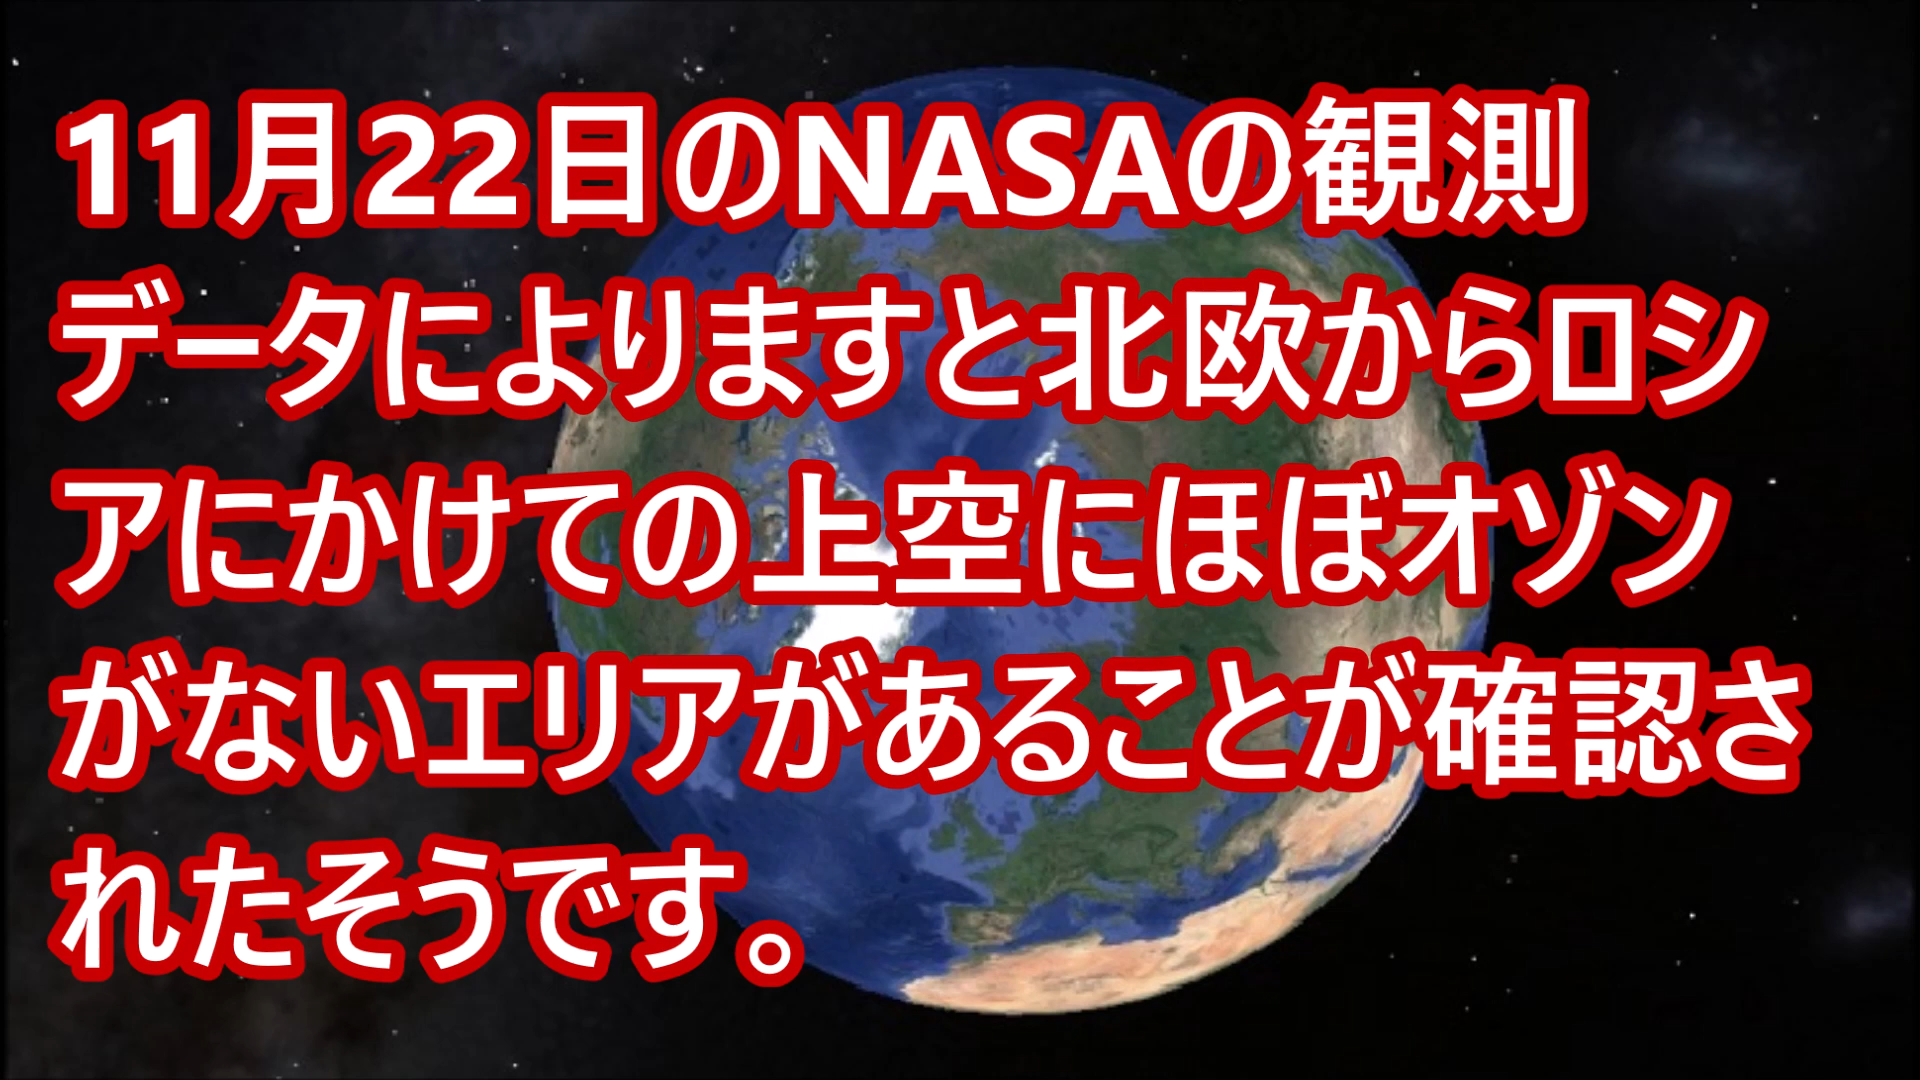 11月22日のNASAの観測
データによりますと北欧からロシ
アにかけての上空にほぼオゾン
がないエリアがあることが確認さ
れたそうです。